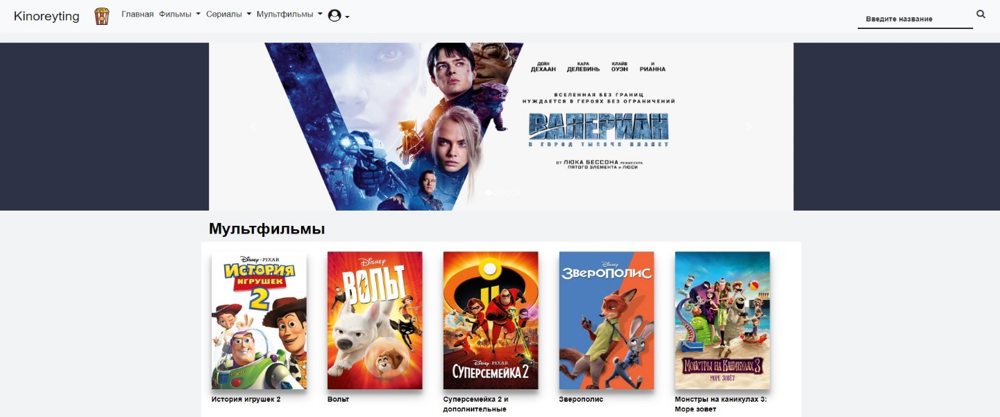 Kinoreyting
Главная Фильмы Сериалы Мультфильмы
Введите название
ДЕЙН ДЕХААН
КАРА ДЕЛЕВИНЬ
КЛАЙВ ОУЭН
И РИАННА
ВСЕЛЕННАЯ БЕЗ ГРАНИЦ
НУЖДАЕТСЯ В ГЕРОЯХ БЕЗ ОГРАНИЧЕНИЙ
ВАЛЕРИАН
И ГОРОД ТЫСЯЧИ ПЛАНЕТ
ОТ ЛЮКА БЕССОНА РЕЖИССЕРА
ПЯТОГО ЭЛЕМЕНТА И ЛЮСИ
Мультфильмы
Disney · PIXAR
ИСТОРИЯ
ИГРУШЕК
2
Disney
ВОЛЬТ
Disney PIXAR
СУПЕРСЕМЕЙКА 2
Disney
ЗВЕРОПОЛИС
МОНСТРЫ НА КАНИКУЛАХ 3
МОРЕ ЗОВЁТ
История игрушек 2
Вольт
Суперсемейка 2 и
дополнительные
Зверополис
Монстры на каникулах 3:
Море зовет